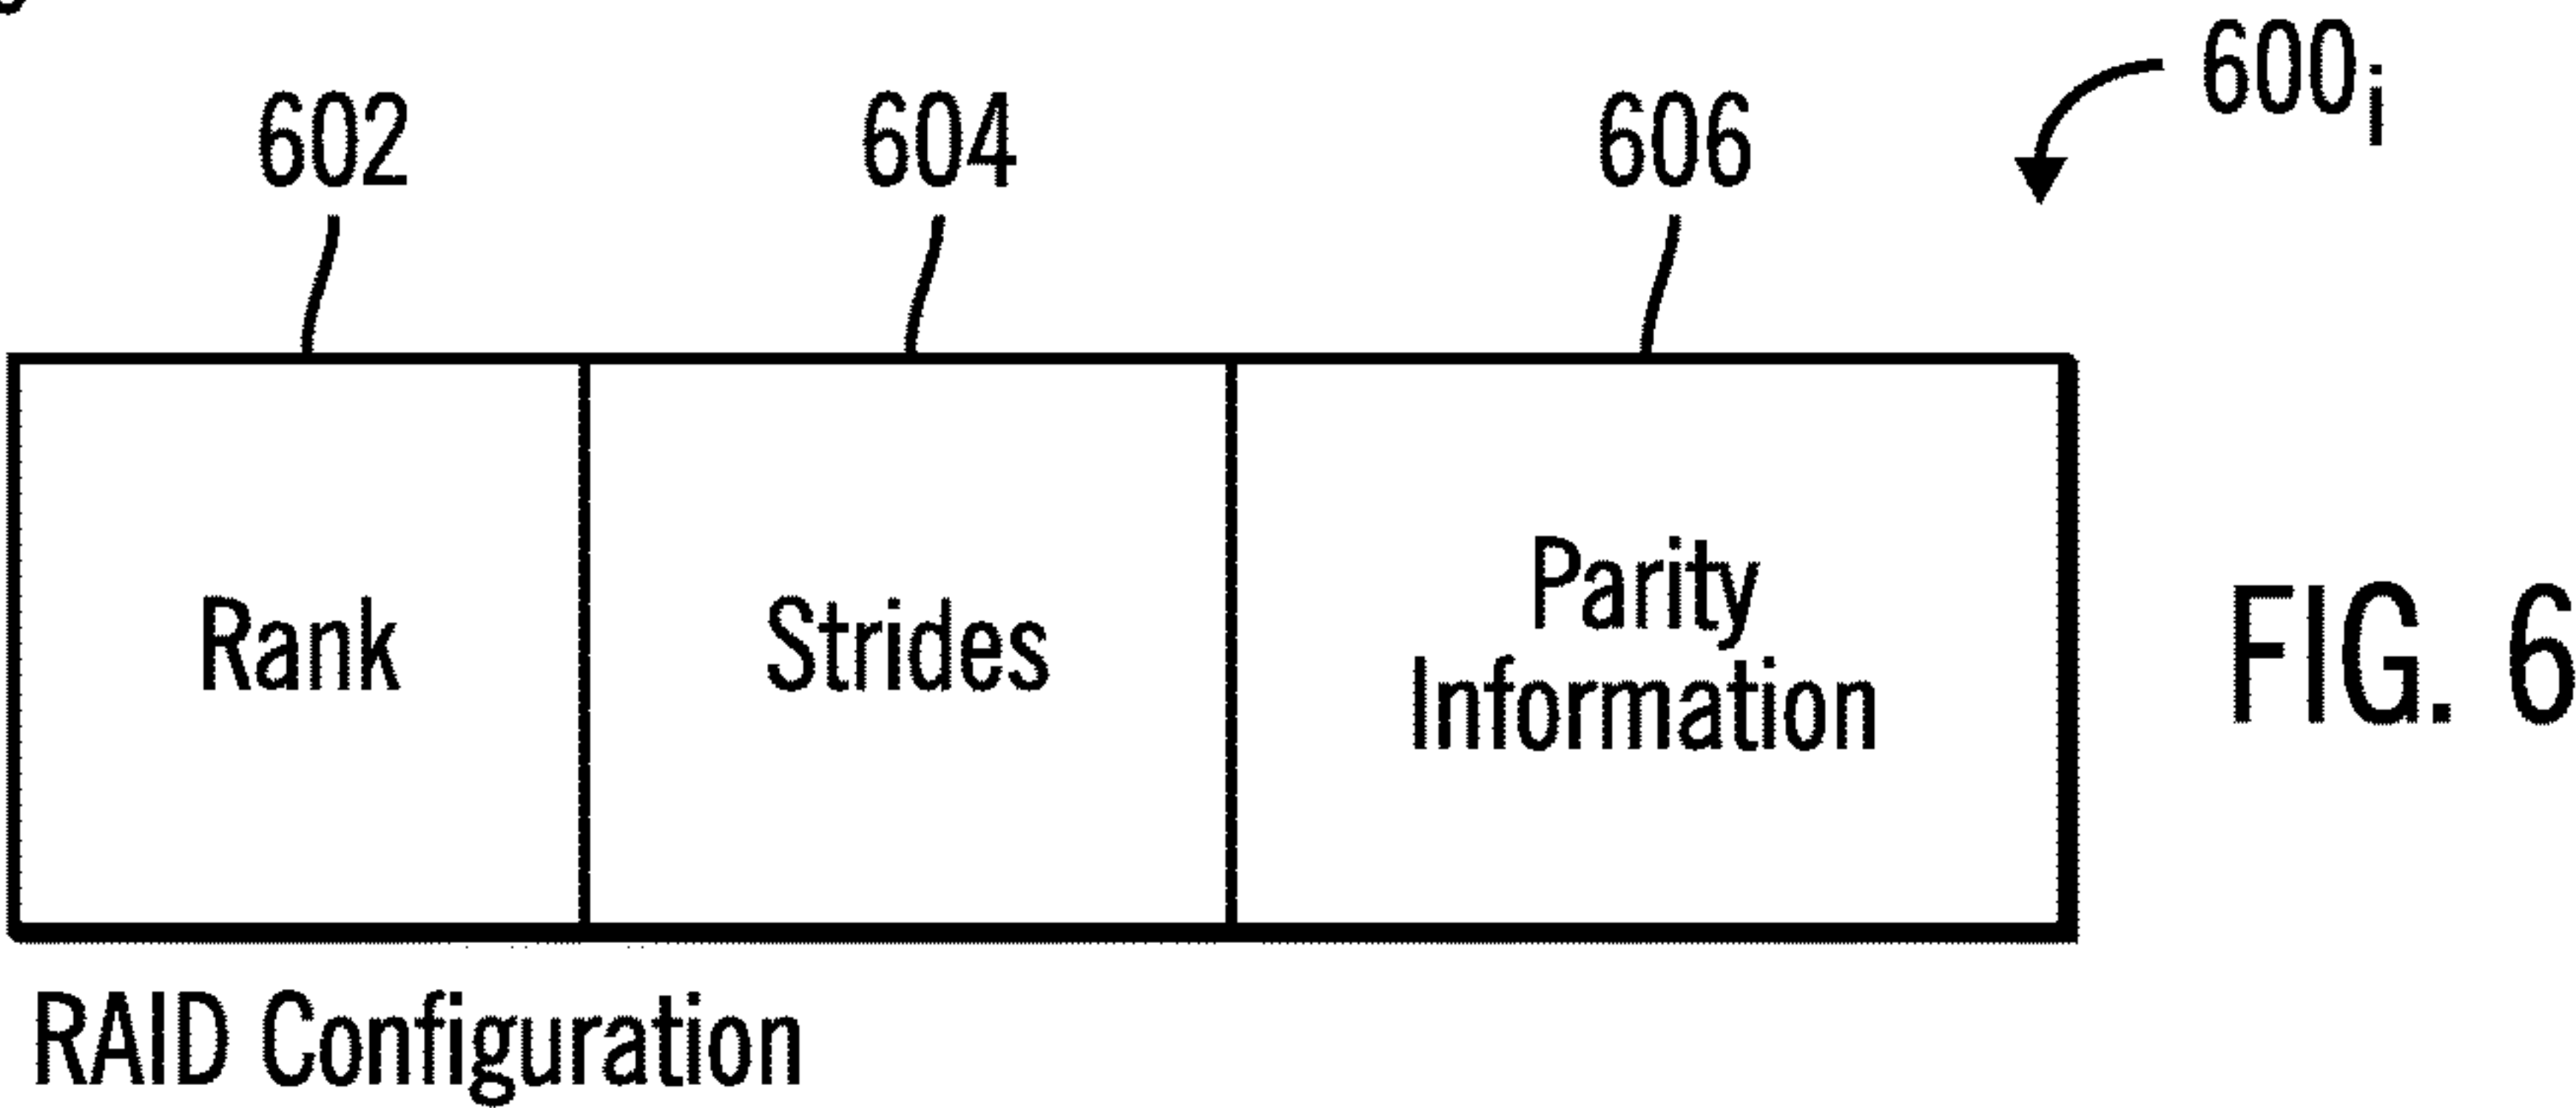 600i
602 604 606
Rank Strides Parity
Information
FIG. 6
RAID Configuration